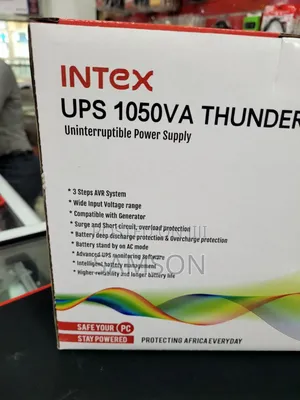 INTEX
UPS 1050VA THUNDER
Uninterruptible Power Supply
* 3 Steps AVR System
* Wide Input Voltage range
* Compatible with Generator
* Surge and Short circuit, overload protection
* Battery deep discharge protection & Overcharge protection
* Battery stand by on AC mode
* Advanced UPS monitoring Software
* Intelligent battery management
* Higher reliability and longer battery life
SAFE YOUR PC
STAY POWERED
PROTECTING AFRICA EVERYDAY